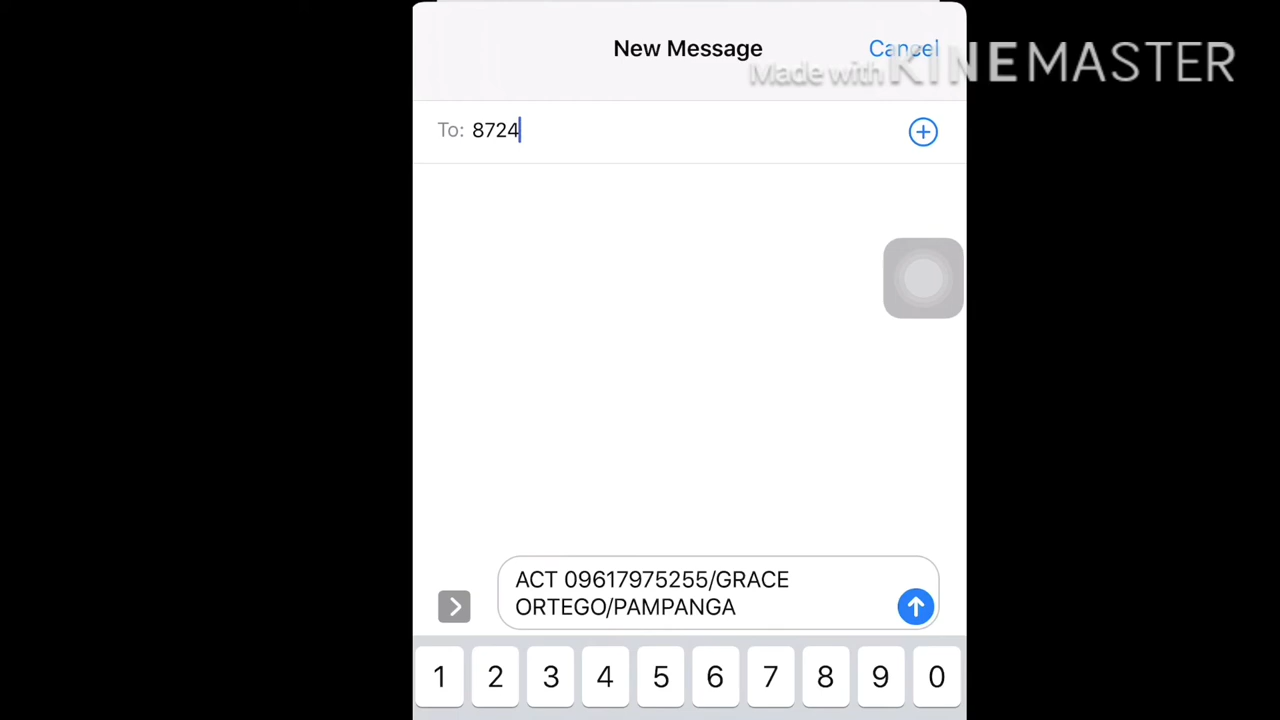 New Message
Cancel
Made with KINEMASTER
To: 8724
ACT 09617975255/GRACE
ORTEGO/PAMPANGA
1 2 3 4 5 6 7 8 9 0